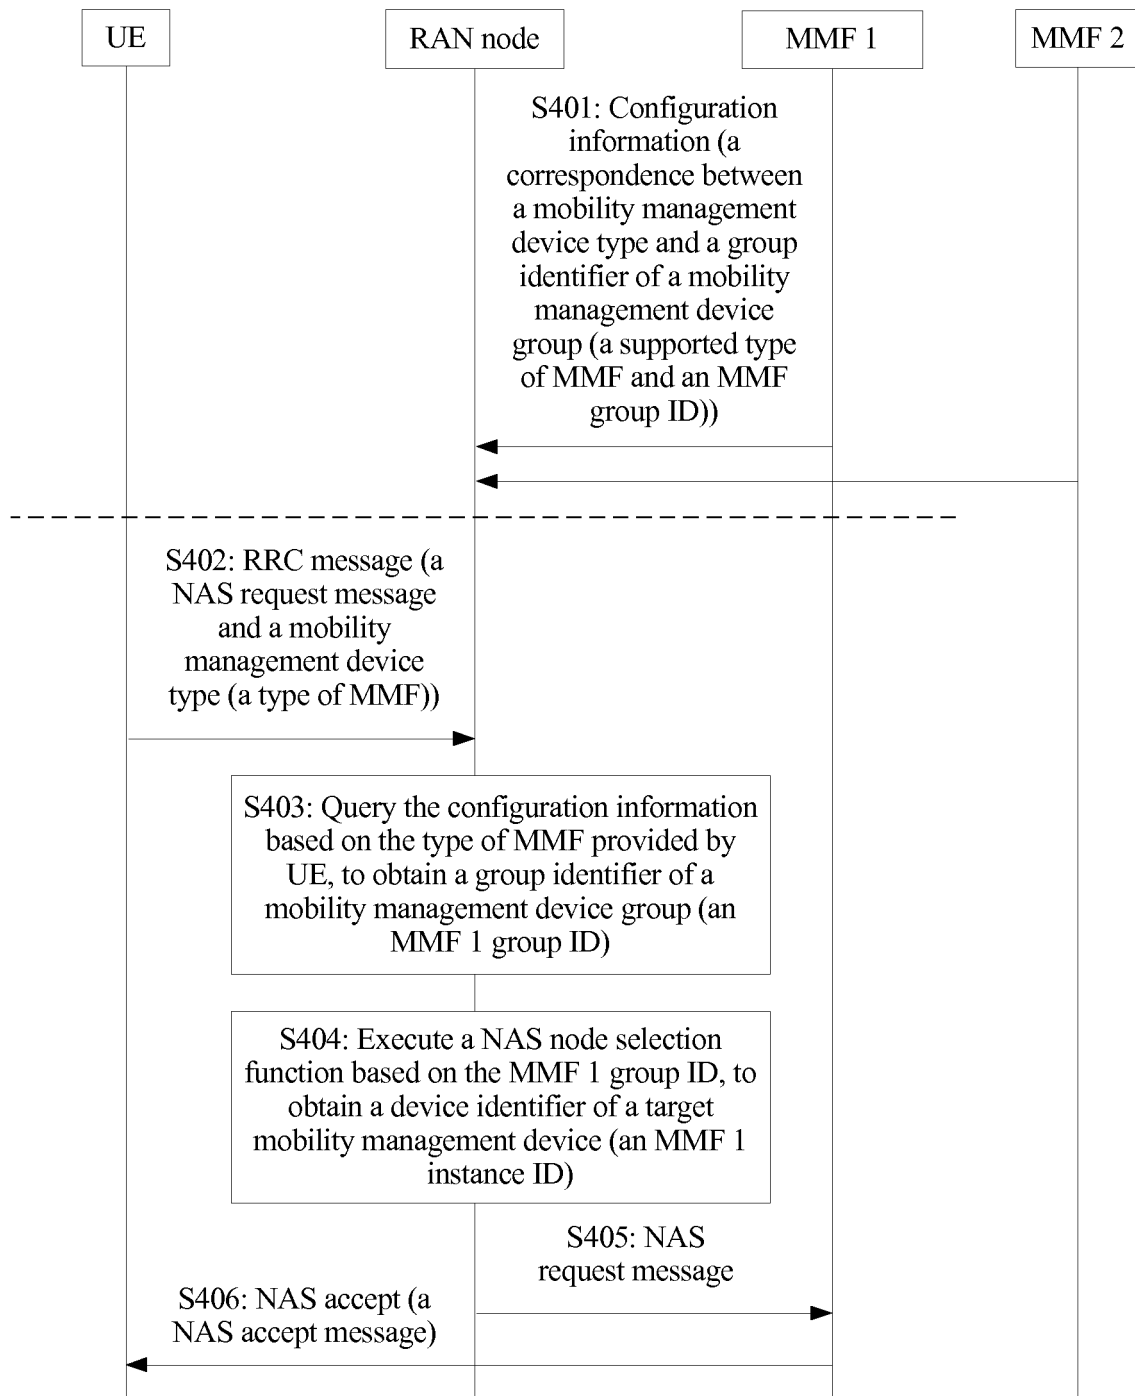 UE
RAN node
MMF 1
MMF 2
S401: Configuration
information (a
correspondence between
a mobility management
device type and a group
identifier of a mobility
management device
group (a supported type
of MMF and an MMF
group ID))
S402: RRC message (a
NAS request message
and a mobility
management device
type (a type of MMF))
S403: Query the configuration information
based on the type of MMF provided by
UE, to obtain a group identifier of a
mobility management device group (an
MMF 1 group ID)
S404: Execute a NAS node selection
function based on the MMF 1 group ID, to
obtain a device identifier of a target
mobility management device (an MMF 1
instance ID)
S405: NAS
request message
S406: NAS accept (a
NAS accept message)